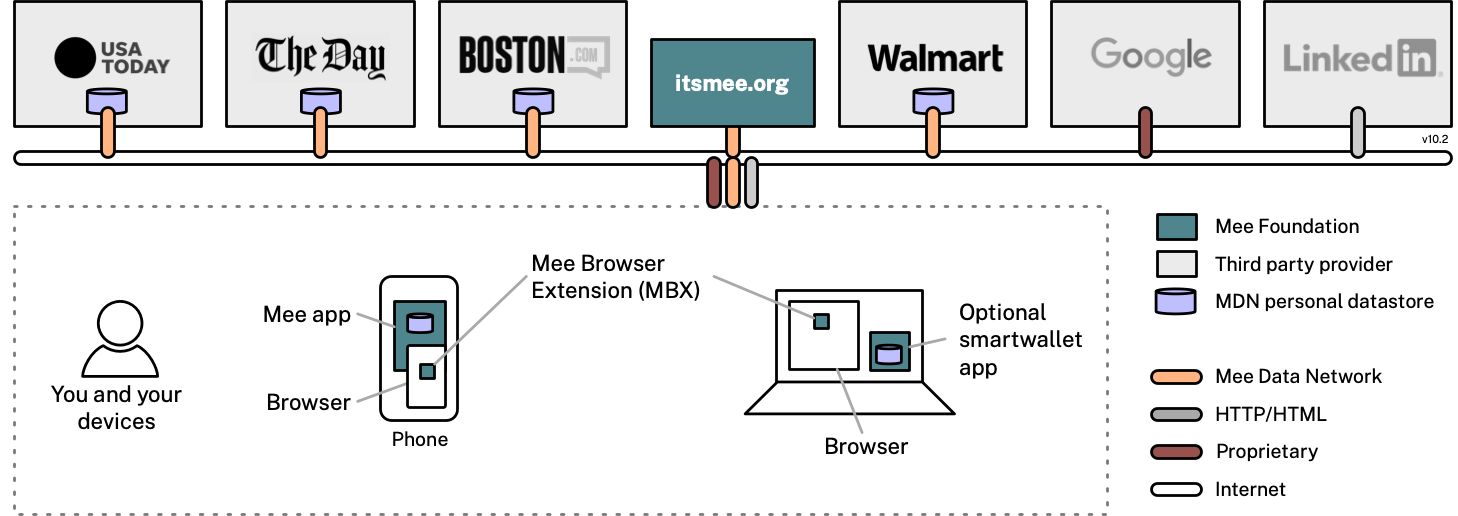 USA
TODAY
The Day
BOSTON
.COM
itsmee.org
Walmart
Google
Linkedin
v10.2
Mee Foundation
Third party provider
MDN personal datastore
Mee Data Network
HTTP/HTML
Proprietary
Internet
Mee Browser
Extension (MBX)
Mee app
Browser
Phone
You and your
devices
Optional
smartwallet
app
Browser